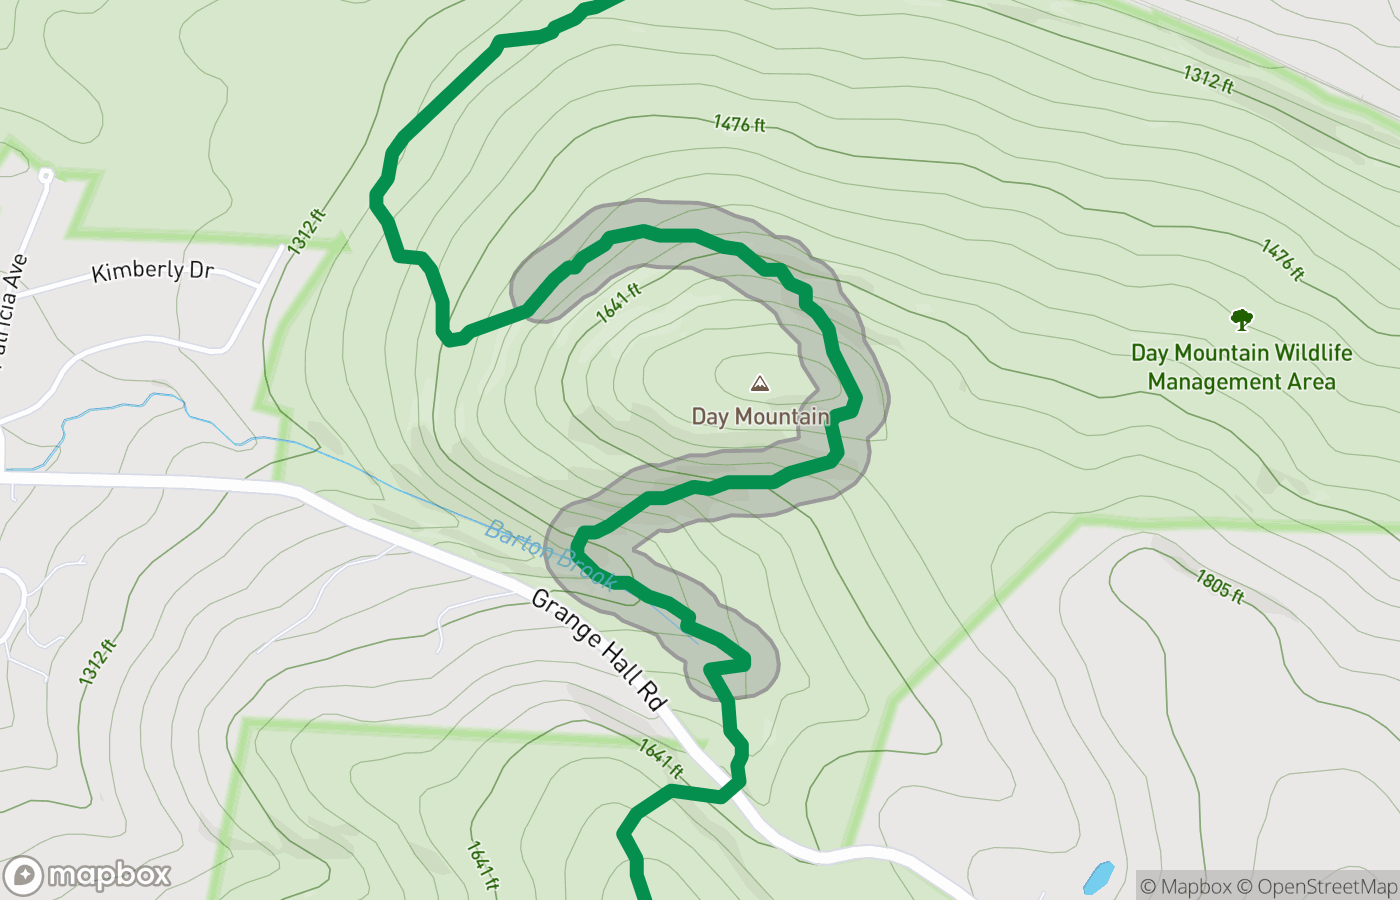 1312 ft
1476 ft
1312 ft
1476 ft
Kimberly Dr
Patricia Ave
1641 ft
Day Mountain Wildlife
Management Area
Day Mountain
Barton Brook
Grange Hall Rd
1805 ft
1312 ft
1641 ft
1641 ft
mapbox
© Mapbox © OpenStreetMap